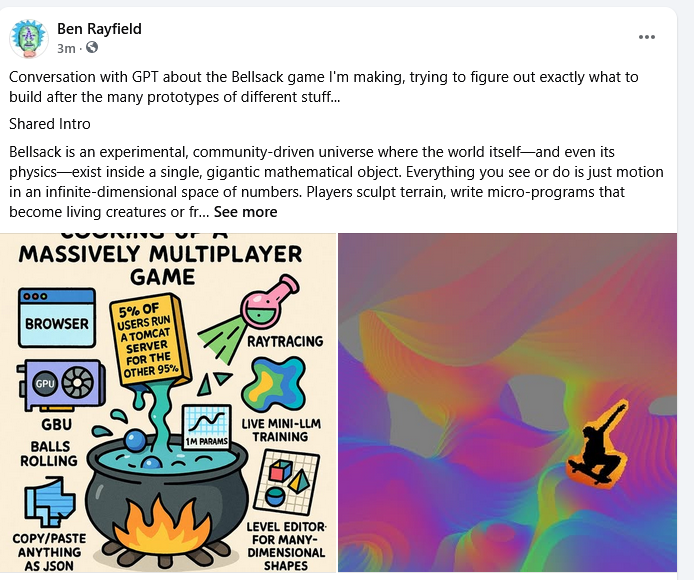 Ben Rayfield
3m ·
Conversation with GPT about the Bellsack game I'm making, trying to figure out exactly what to
build after the many prototypes of different stuff...
Shared Intro
Bellsack is an experimental, community-driven universe where the world itself—and even its
physics—exist inside a single, gigantic mathematical object. Everything you see or do is just motion
in an infinite-dimensional space of numbers. Players sculpt terrain, write micro-programs that
become living creatures or fr... See more
COOKING UP A
MASSIVELY MULTIPLAYER
GAME
BROWSER
5% OF
USERS RUN
A TOMCAT
SERVER
FOR THE
OTHER 95%
RAYTRACING
GPU
GBU
LIVE MINI-LLM
TRAINING
1M PARAMS
BALLS
ROLLING
COPY/PASTE
ANYTHING
AS JSON
LEVEL EDITOR
FOR MANY-
DIMENSIONAL
SHAPES